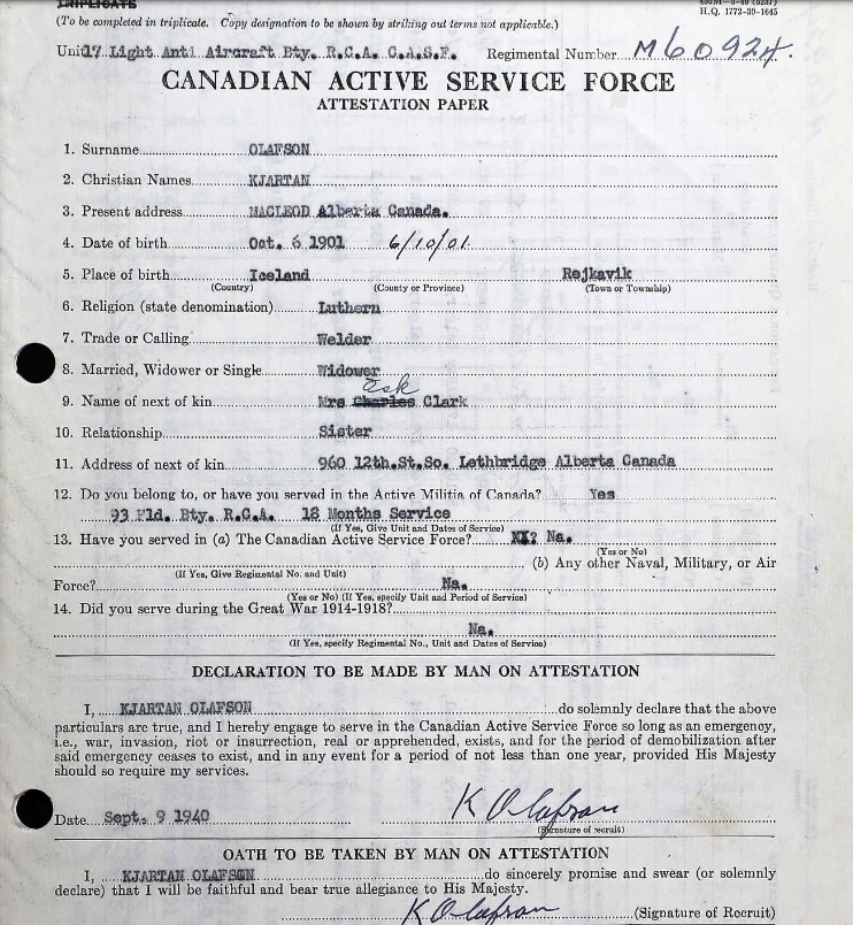 TRIPLICATE
H.Q. 1772-39-1645
(To be completed in triplicate. Copy designation to be shown by striking out terms not applicable.)
Unit 17 Light Anti Aircraft Bty. R.C.A. C.A.S.F. Regimental Number M60924.
CANADIAN ACTIVE SERVICE FORCE
ATTESTATION PAPER
1. Surname OLAFSON
2. Christian Names KJARTAN
3. Present address MACLEOD Alberta Canada.
4. Date of birth Oct. 6 1901 6/10/01.
5. Place of birth Iceland Rejkavik
(Country) (County or Province) (Town or Township)
6. Religion (state denomination) Luthern
7. Trade or Calling Welder
8. Married, Widower or Single Widower
ask
9. Name of next of kin Mrs Charles Clark
10. Relationship Sister
11. Address of next of kin 960 12th.St.So. Lethbridge Alberta Canada
12. Do you belong to, or have you served in the Active Militia of Canada? Yes
93 Fld. Bty. R.C.A. 18 Months Service
(If Yes, Give Unit and Dates of Service)
13. Have you served in (a) The Canadian Active Service Force? XX? No.
(Yes or No)
(b) Any other Naval, Military, or Air
(If Yes, Give Regimental No. and Unit)
Force? No.
(Yes or No) (If Yes, specify Unit and Period of Service)
14. Did you serve during the Great War 1914-1918?
No.
(If Yes, specify Regimental No., Unit and Dates of Service)
DECLARATION TO BE MADE BY MAN ON ATTESTATION
I, KJARTAN OLAFSON do solemnly declare that the above
particulars are true, and I hereby engage to serve in the Canadian Active Service Force so long as an emergency,
i.e., war, invasion, riot or insurrection, real or apprehended, exists, and for the period of demobilization after
said emergency ceases to exist, and in any event for a period of not less than one year, provided His Majesty
should so require my services.
Date Sept. 9 1940 K Olafson
(Signature of recruit)
OATH TO BE TAKEN BY MAN ON ATTESTATION
I, KJARTAN OLAFSON do sincerely promise and swear (or solemnly
declare) that I will be faithful and bear true allegiance to His Majesty.
K Olafson (Signature of Recruit)